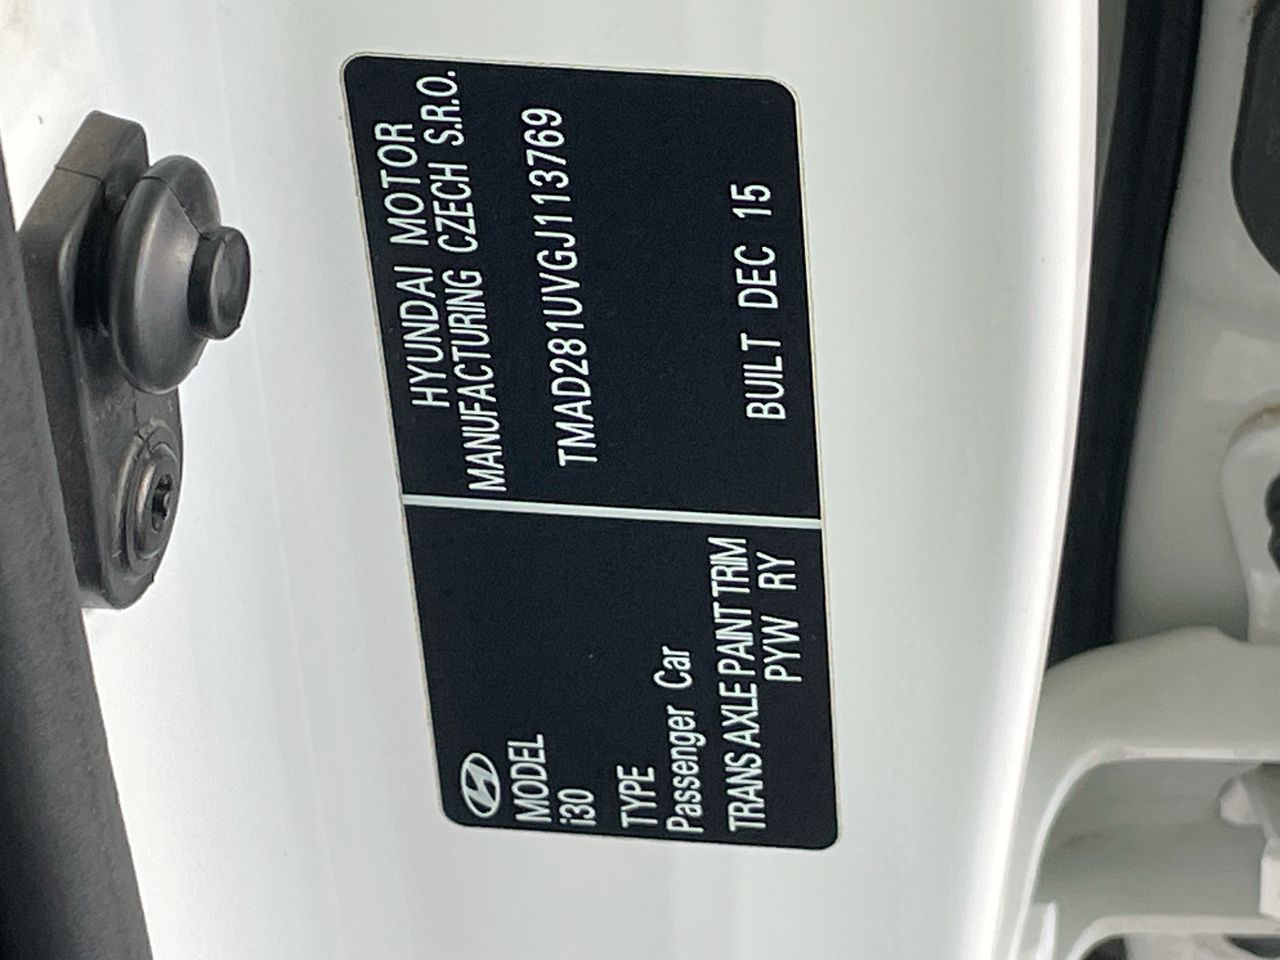 MODEL
i30
TYPE
Passenger Car
TRANS AXLE PAINT TRIM
PYW RY
HYUNDAI MOTOR
MANUFACTURING CZECH S.R.O.
TMAD281UVGJ113769
BUILT DEC 15